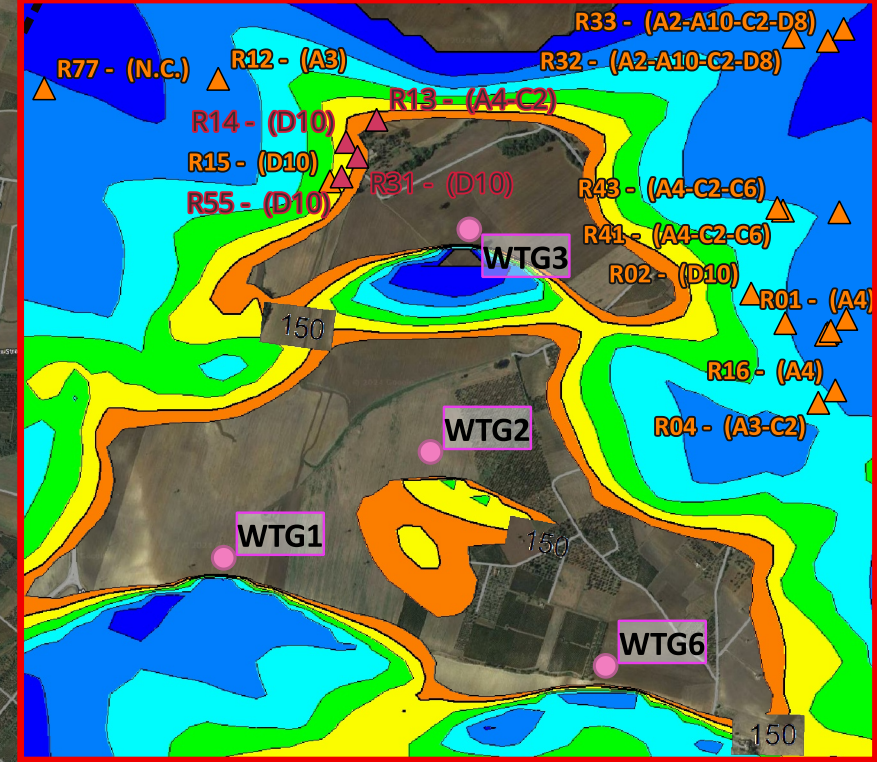 R33 - (A2-A10-C2-D8)
R32 - (A2-A10-C2-D8)
R77 - (N.C.)
R12 - (A3)
R13 - (A4-C2)
R14 - (D10)
R15 - (D10)
R31 - (D10)
R55 - (D10)
R43 - (A4-C2-C6)
R41 - (A4-C2-C6)
WTG3
R02 - (D10)
R01 - (A4)
150
R16 - (A4)
WTG2
R04 - (A3-C2)
WTG1
150
WTG6
150